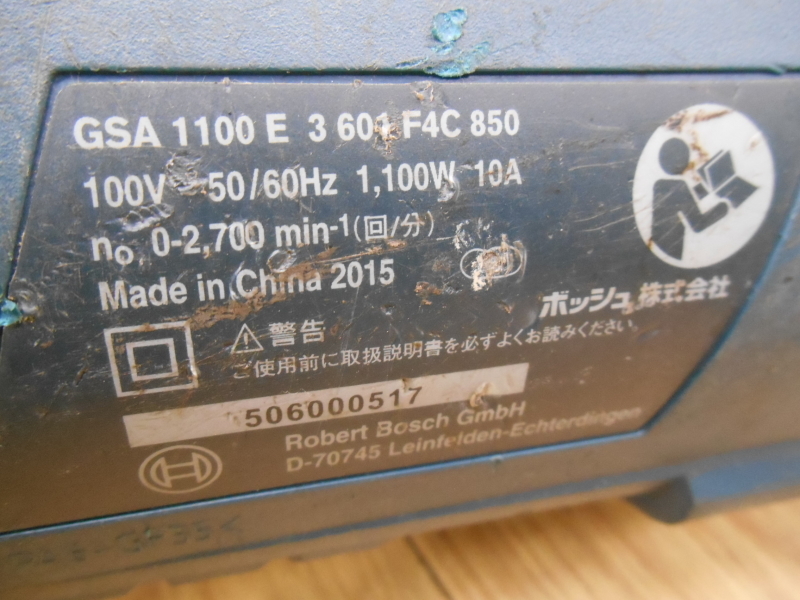 GSA 1100 E 3 601 F4C 850
100V ~ 50/60Hz 1,100W 10A
n₀ 0-2,700 min⁻¹(回/分)
Made in China 2015
ボッシュ株式会社
警告
ご使用前に取扱説明書を必ずよくお読みください。
506000517
Robert Bosch GmbH
D-70745 Leinfelden-Echterdingen